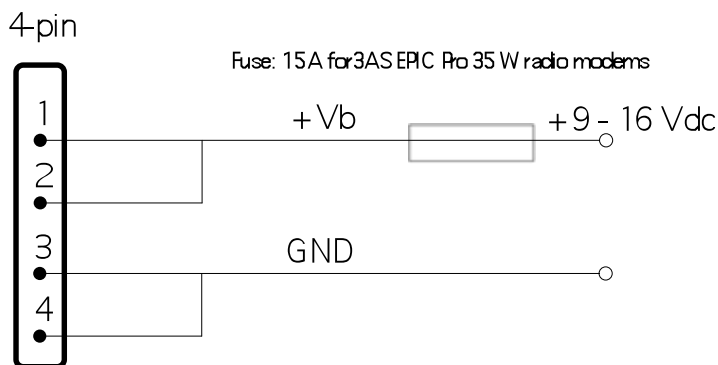 4-pin
Fuse: 15A for 3AS EPIC Pro 35 W radio modems
1
+Vb
+9 - 16 Vdc
2
3
GND
4